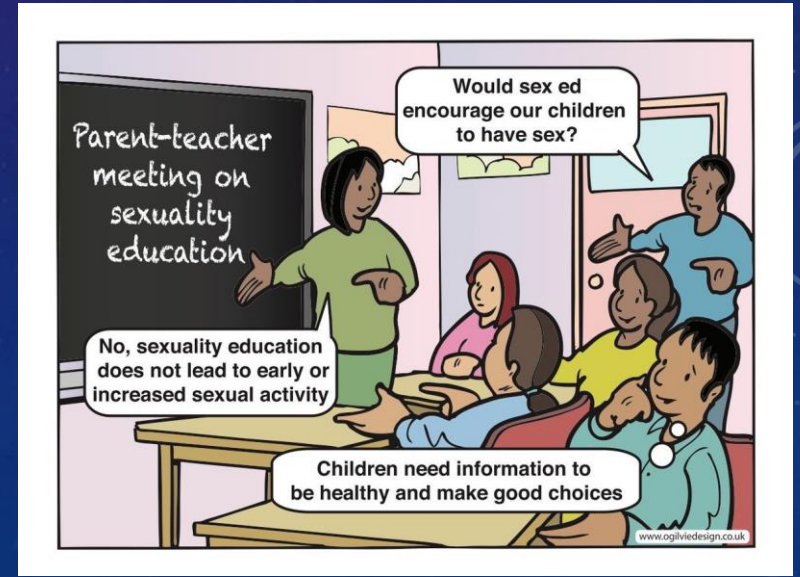 Parent-teacher
meeting on
sexuality
education
Would sex ed
encourage our children
to have sex?
No, sexuality education
does not lead to early or
increased sexual activity
Children need information to
be healthy and make good choices
www.ogilviedesign.co.uk